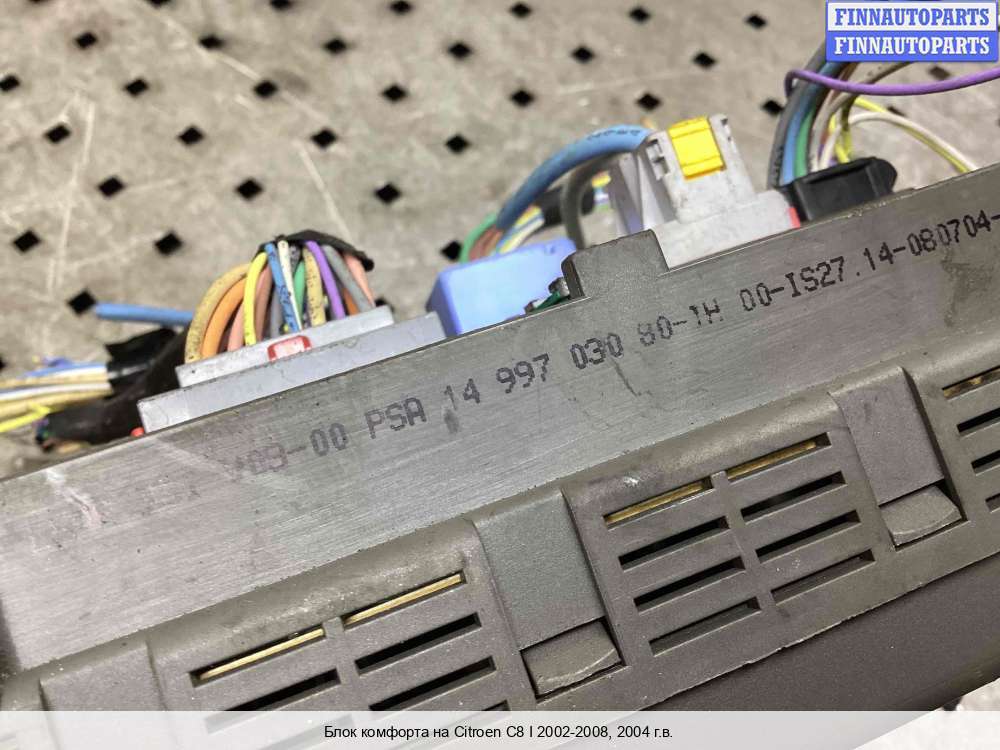 FINNAUTOPARTS
FINNAUTOPARTS
00-00 PSA 14 997 030 80-1H 00-IS27.14-080704-
Блок комфорта на Citroen C8 I 2002-2008, 2004 г.в.